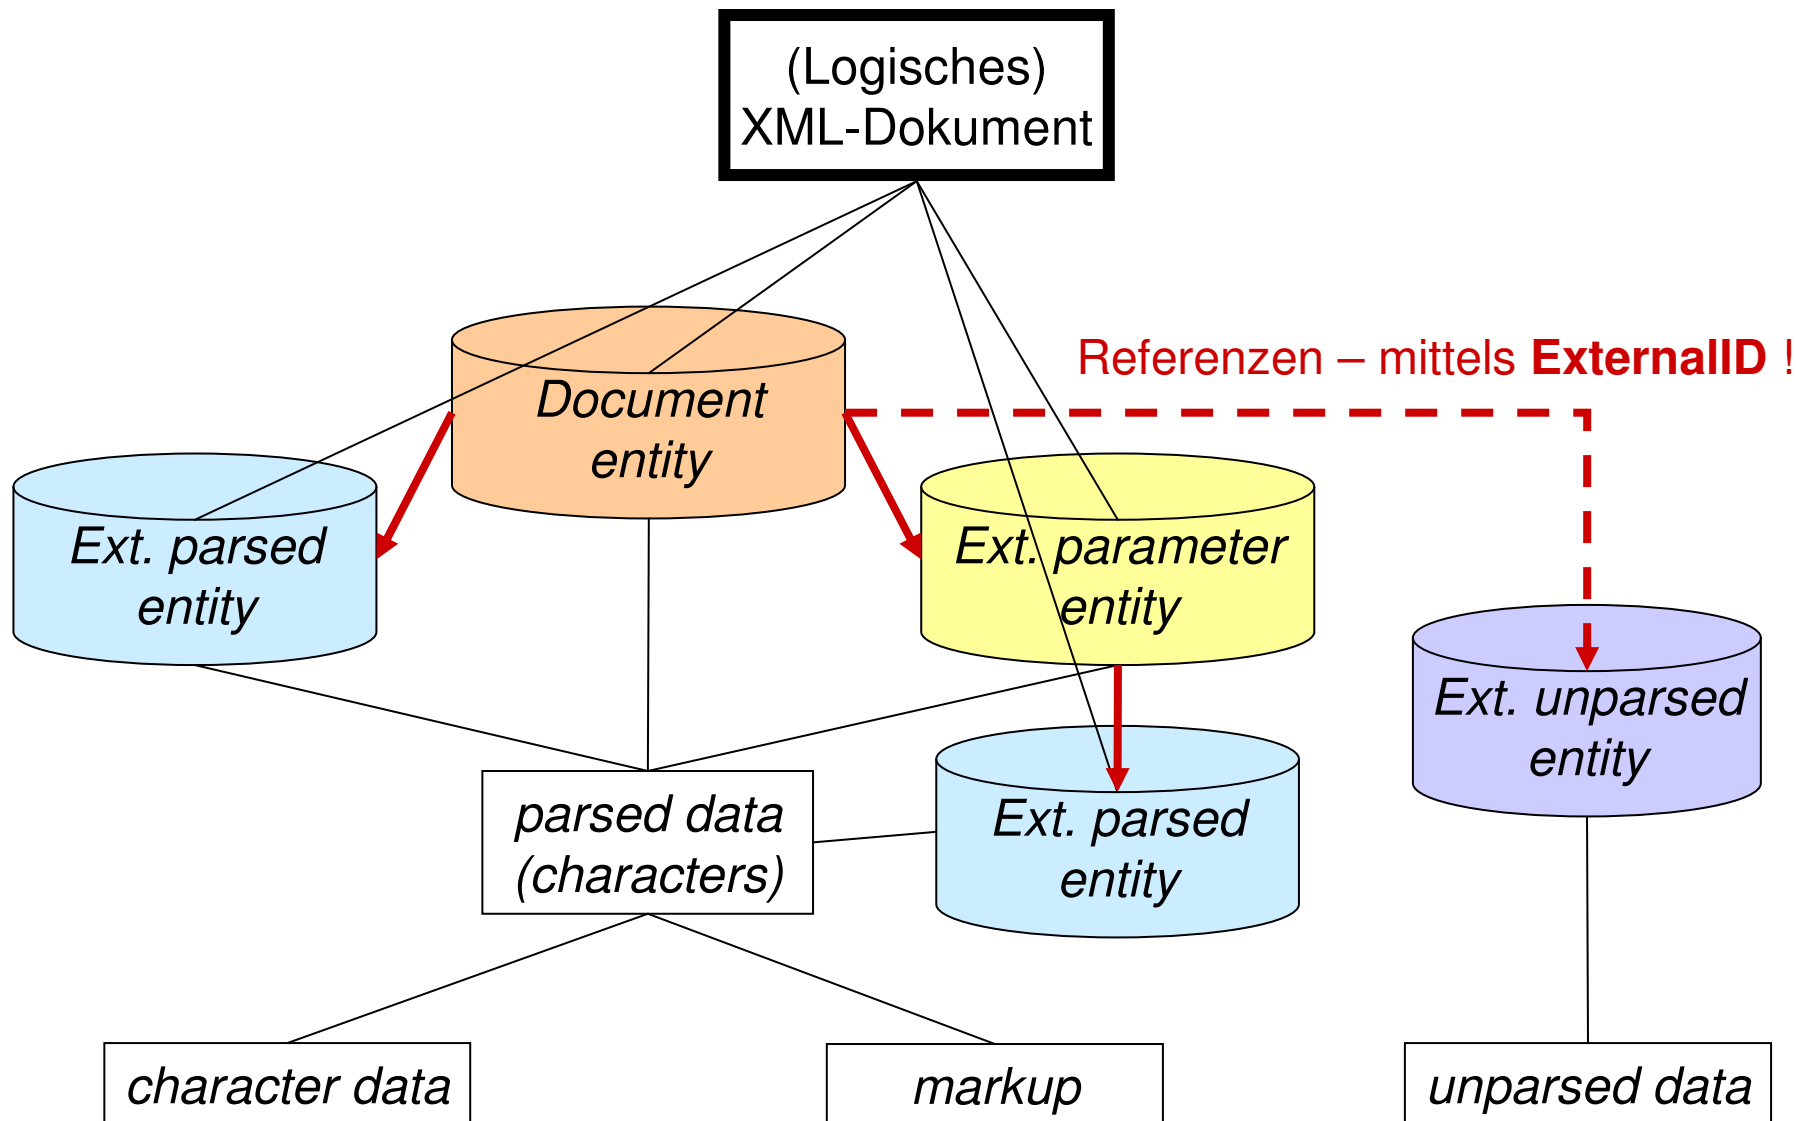 (Logisches)
XML-Dokument
Referenzen – mittels ExternalID !
Document
entity
Ext. parsed
entity
Ext. parameter
entity
Ext. unparsed
entity
parsed data
(characters)
Ext. parsed
entity
character data
markup
unparsed data